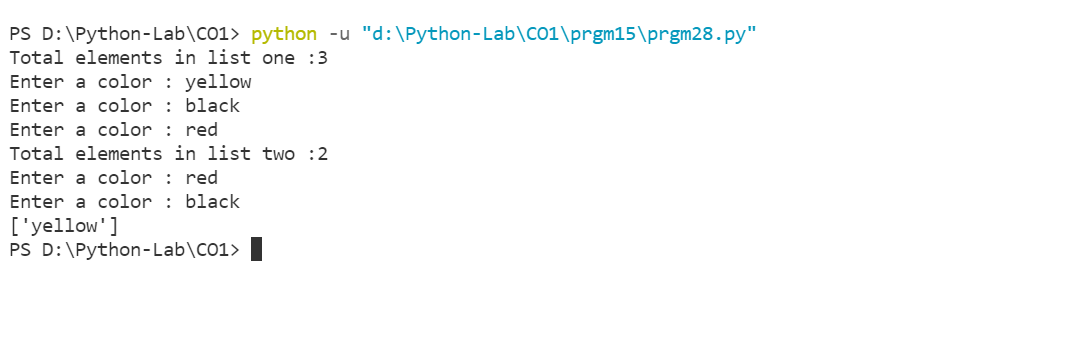 PS D:\Python-Lab\CO1> python -u "d:\Python-Lab\CO1\prgm15\prgm28.py"
Total elements in list one :3
Enter a color : yellow
Enter a color : black
Enter a color : red
Total elements in list two :2
Enter a color : red
Enter a color : black
['yellow']
PS D:\Python-Lab\CO1>